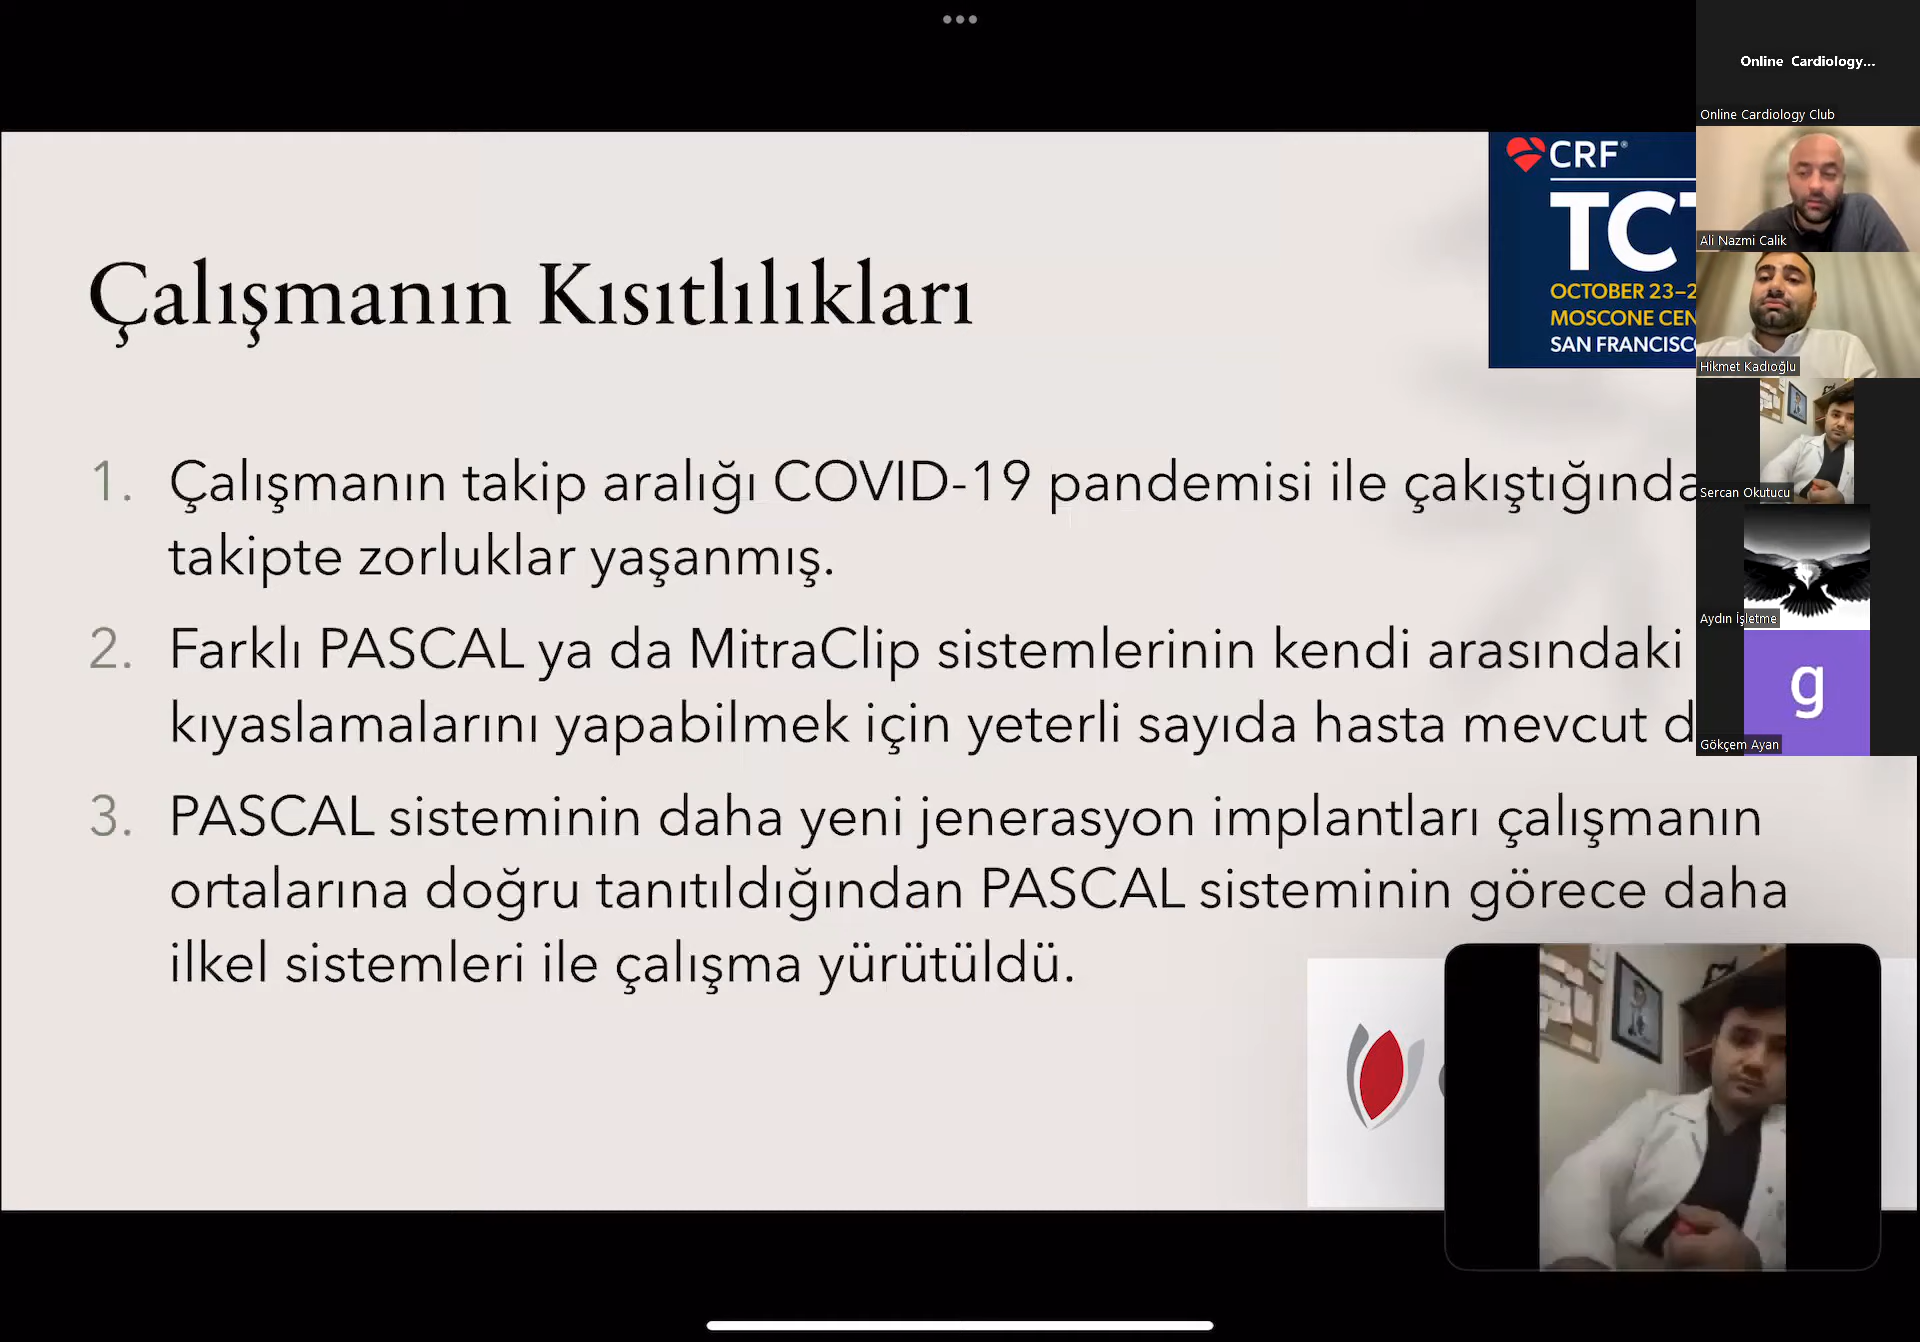 Online Cardiology...
Online Cardiology Club
CRF®
OCTOBER 23–2
MOSCONE CEN
SAN FRANCISC
Ali Nazmi Calik
Hikmet Kadıoğlu
Sercan Okutucu
Aydın İşletme
g
Gökçem Ayan
Çalışmanın Kısıtlılıkları
1. Çalışmanın takip aralığı COVID-19 pandemisi ile çakıştığında
takipte zorluklar yaşanmış.
2. Farklı PASCAL ya da MitraClip sistemlerinin kendi arasındaki
kıyaslamalarını yapabilmek için yeterli sayıda hasta mevcut d
3. PASCAL sisteminin daha yeni jenerasyon implantları çalışmanın
ortalarına doğru tanıtıldığından PASCAL sisteminin görece daha
ilkel sistemleri ile çalışma yürütüldü.